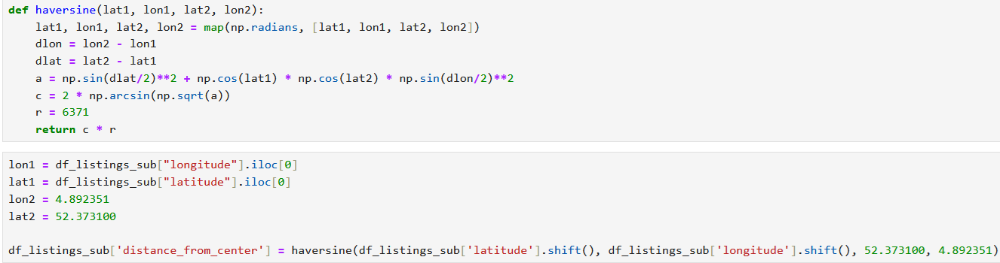 def haversine(lat1, lon1, lat2, lon2):
    lat1, lon1, lat2, lon2 = map(np.radians, [lat1, lon1, lat2, lon2])
    dlon = lon2 - lon1
    dlat = lat2 - lat1
    a = np.sin(dlat/2)**2 + np.cos(lat1) * np.cos(lat2) * np.sin(dlon/2)**2
    c = 2 * np.arcsin(np.sqrt(a))
    r = 6371
    return c * r
lon1 = df_listings_sub["longitude"].iloc[0]
lat1 = df_listings_sub["latitude"].iloc[0]
lon2 = 4.892351
lat2 = 52.373100
df_listings_sub['distance_from_center'] = haversine(df_listings_sub['latitude'].shift(), df_listings_sub['longitude'].shift(), 52.373100, 4.892351)